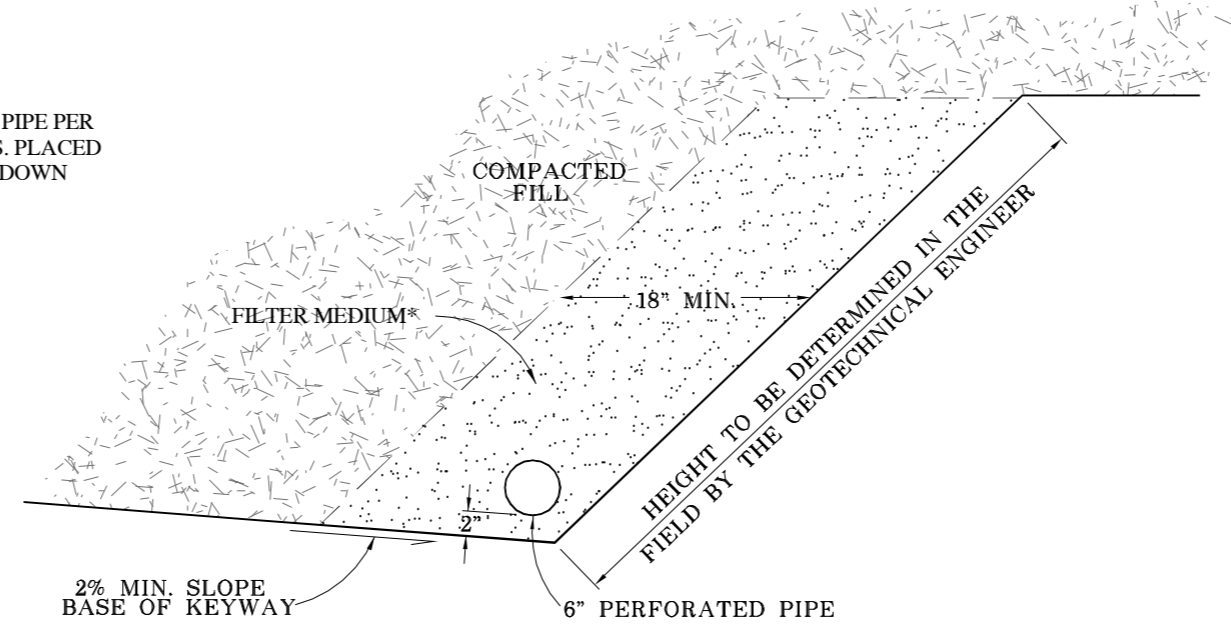 PIPE PER
S. PLACED
DOWN
COMPACTED
FILL
FILTER MEDIUM*
18" MIN.
HEIGHT TO BE DETERMINED IN THE
FIELD BY THE GEOTECHNICAL ENGINEER
2"
2% MIN. SLOPE
BASE OF KEYWAY
6" PERFORATED PIPE